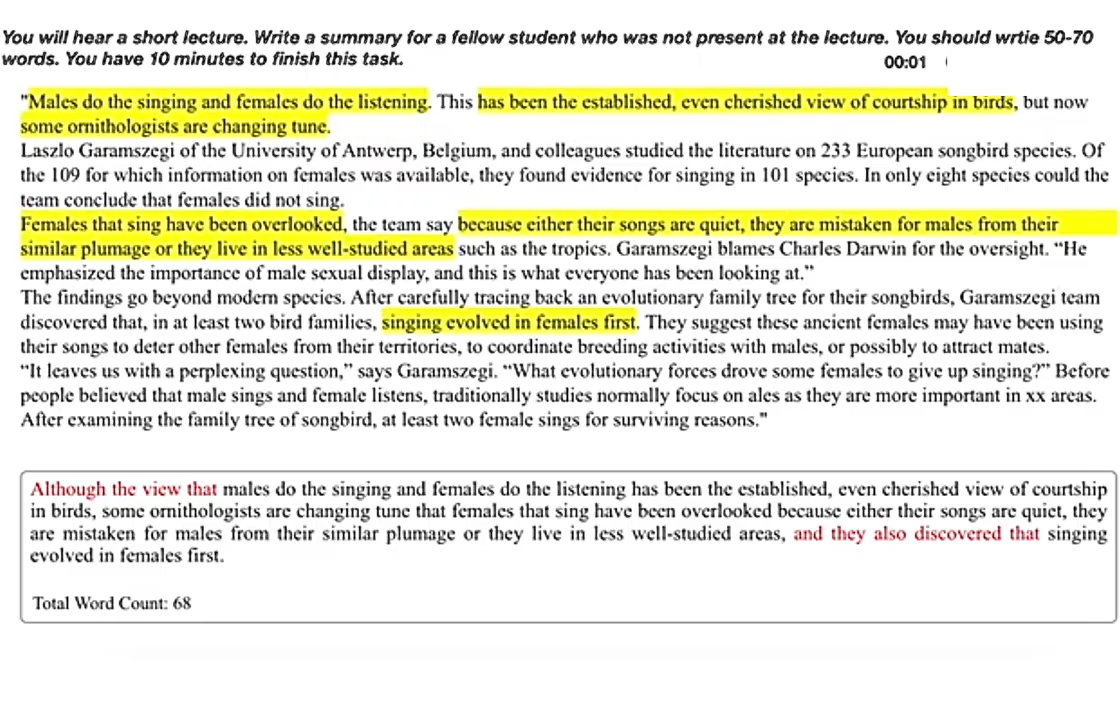 You will hear a short lecture. Write a summary for a fellow student who was not present at the lecture. You should wrtie 50-70
words. You have 10 minutes to finish this task.
00:01
"Males do the singing and females do the listening. This has been the established, even cherished view of courtship in birds, but now
some ornithologists are changing tune.
Laszlo Garamszegi of the University of Antwerp, Belgium, and colleagues studied the literature on 233 European songbird species. Of
the 109 for which information on females was available, they found evidence for singing in 101 species. In only eight species could the
team conclude that females did not sing.
Females that sing have been overlooked, the team say because either their songs are quiet, they are mistaken for males from their
similar plumage or they live in less well-studied areas such as the tropics. Garamszegi blames Charles Darwin for the oversight. “He
emphasized the importance of male sexual display, and this is what everyone has been looking at.”
The findings go beyond modern species. After carefully tracing back an evolutionary family tree for their songbirds, Garamszegi team
discovered that, in at least two bird families, singing evolved in females first. They suggest these ancient females may have been using
their songs to deter other females from their territories, to coordinate breeding activities with males, or possibly to attract mates.
“It leaves us with a perplexing question,” says Garamszegi. “What evolutionary forces drove some females to give up singing?” Before
people believed that male sings and female listens, traditionally studies normally focus on ales as they are more important in xx areas.
After examining the family tree of songbird, at least two female sings for surviving reasons."
Although the view that males do the singing and females do the listening has been the established, even cherished view of courtship
in birds, some ornithologists are changing tune that females that sing have been overlooked because either their songs are quiet, they
are mistaken for males from their similar plumage or they live in less well-studied areas, and they also discovered that singing
evolved in females first.
Total Word Count: 68